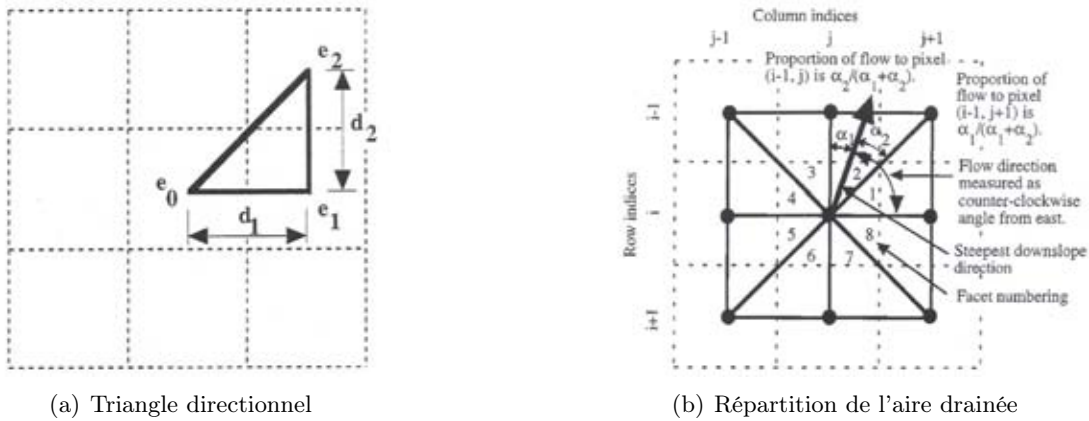 e2
d2
e0
e1
d1
(a) Triangle directionnel
Column indices
j-1 j j+1
Proportion of flow to pixel
(i-1, j) is α2/(α1+α2).
Proportion of
flow to pixel
(i-1, j+1) is
α1/(α1+α2).
Row indices
i-1
i
i+1
α1 α2
3 2
4 1
5 8
6 7
Flow direction
measured as
counter-clockwise
angle from east.
Steepest downslope
direction
Facet numbering
(b) Répartition de l'aire drainée